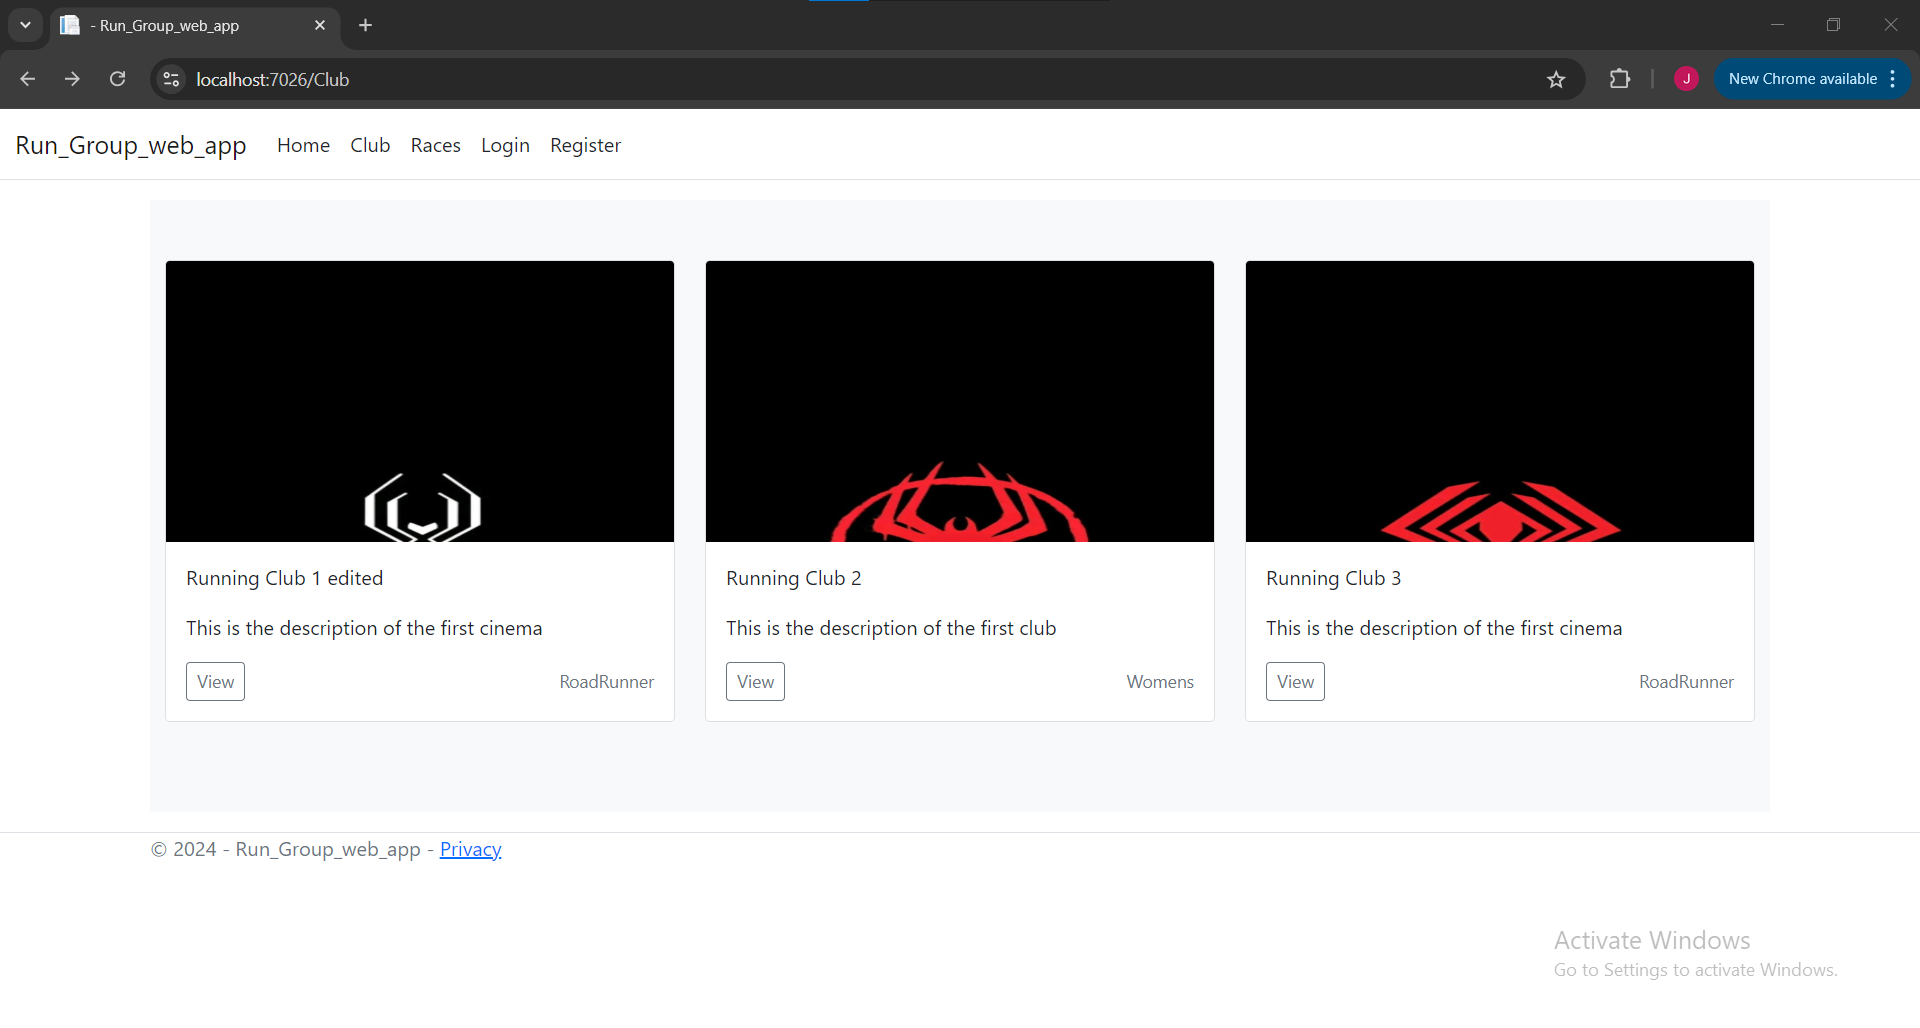 - Run_Group_web_app
localhost:7026/Club
J
New Chrome available
Run_Group_web_app Home Club Races Login Register
Running Club 1 edited
This is the description of the first cinema
View RoadRunner
Running Club 2
This is the description of the first club
View Womens
Running Club 3
This is the description of the first cinema
View RoadRunner
© 2024 - Run_Group_web_app - Privacy
Activate Windows
Go to Settings to activate Windows.